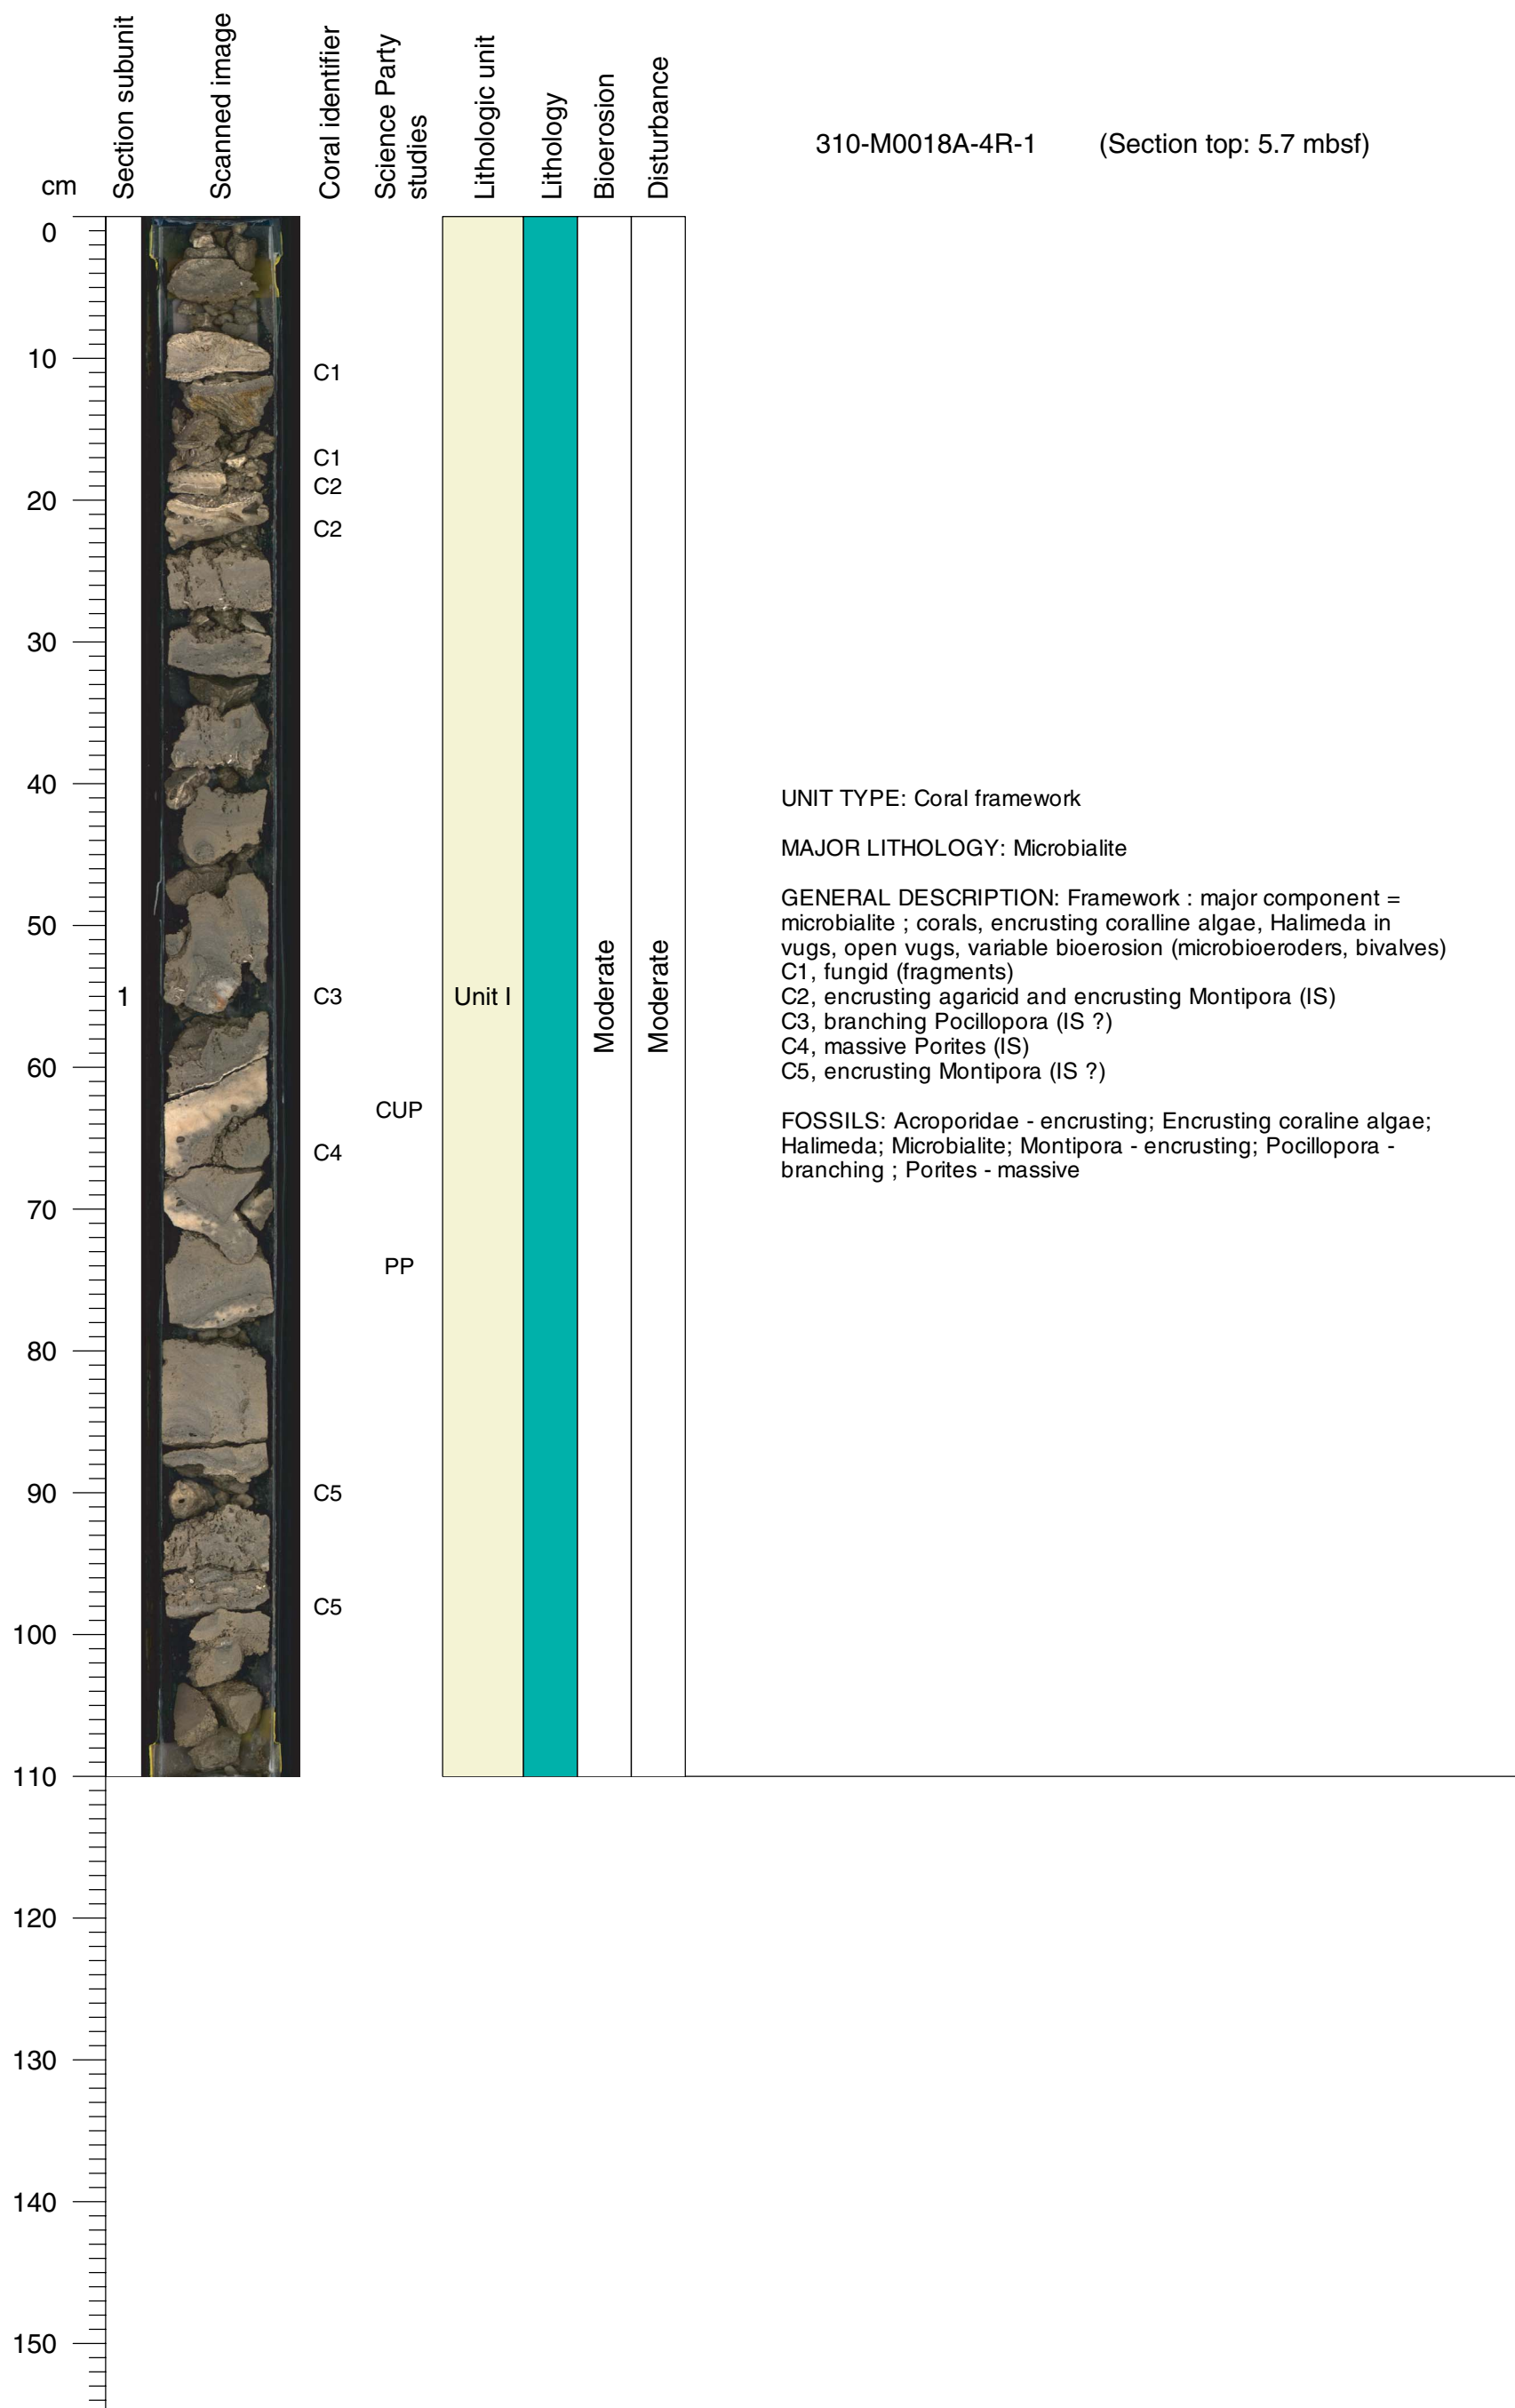 cm
Section subunit
Scanned image
Coral identifier
Science Party
studies
Lithologic unit
Lithology
Bioerosion
Disturbance
310-M0018A-4R-1 (Section top: 5.7 mbsf)
0
10
C1
C1
C2
20
C2
30
40
UNIT TYPE: Coral framework
MAJOR LITHOLOGY: Microbialite
GENERAL DESCRIPTION: Framework : major component =
microbialite ; corals, encrusting coralline algae, Halimeda in
vugs, open vugs, variable bioerosion (microbioeroders, bivalves)
C1, fungid (fragments)
C2, encrusting agaricid and encrusting Montipora (IS)
C3, branching Pocillopora (IS ?)
C4, massive Porites (IS)
C5, encrusting Montipora (IS ?)
FOSSILS: Acroporidae - encrusting; Encrusting coraline algae;
Halimeda; Microbialite; Montipora - encrusting; Pocillopora -
branching ; Porites - massive
50
1
C3
Unit I
Moderate
Moderate
60
CUP
C4
70
PP
80
90
C5
C5
100
110
120
130
140
150